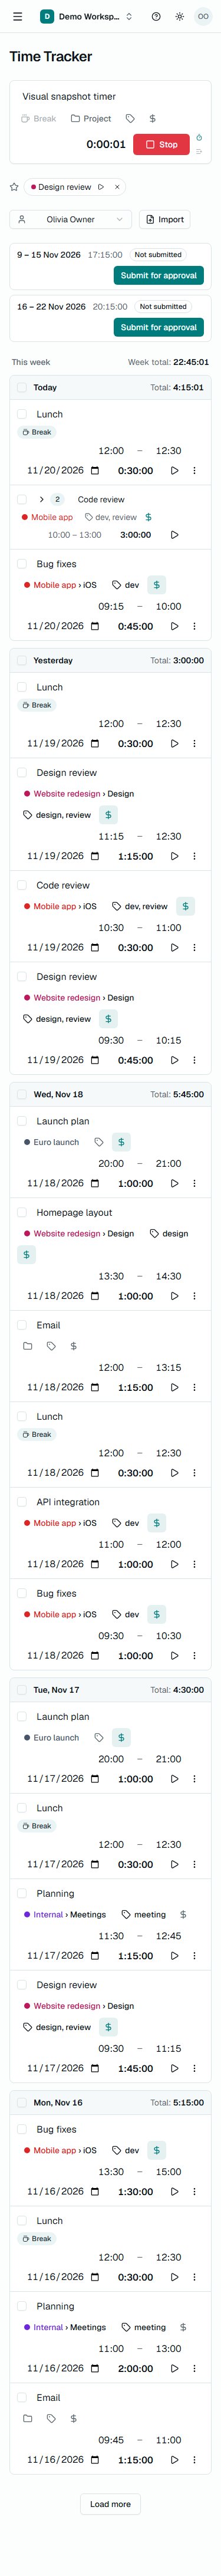 D Demo Worksp... OO
Time Tracker
Visual snapshot timer
Break Project
0:00:01 Stop
Design review
Olivia Owner Import
9 – 15 Nov 2026 17:15:00 Not submitted
Submit for approval
16 – 22 Nov 2026 20:15:00 Not submitted
Submit for approval
This week Week total: 22:45:01
Today Total: 4:15:01
Lunch
Break
12:00 – 12:30
11/20/2026 0:30:00
2 Code review
Mobile app dev, review
10:00 – 13:00 3:00:00
Bug fixes
Mobile app › iOS dev
09:15 – 10:00
11/20/2026 0:45:00
Yesterday Total: 3:00:00
Lunch
Break
12:00 – 12:30
11/19/2026 0:30:00
Design review
Website redesign › Design
design, review
11:15 – 12:30
11/19/2026 1:15:00
Code review
Mobile app › iOS dev, review
10:30 – 11:00
11/19/2026 0:30:00
Design review
Website redesign › Design
design, review
09:30 – 10:15
11/19/2026 0:45:00
Wed, Nov 18 Total: 5:45:00
Launch plan
Euro launch
20:00 – 21:00
11/18/2026 1:00:00
Homepage layout
Website redesign › Design design
13:30 – 14:30
11/18/2026 1:00:00
Email
12:00 – 13:15
11/18/2026 1:15:00
Lunch
Break
12:00 – 12:30
11/18/2026 0:30:00
API integration
Mobile app › iOS dev
11:00 – 12:00
11/18/2026 1:00:00
Bug fixes
Mobile app › iOS dev
09:30 – 10:30
11/18/2026 1:00:00
Tue, Nov 17 Total: 4:30:00
Launch plan
Euro launch
20:00 – 21:00
11/17/2026 1:00:00
Lunch
Break
12:00 – 12:30
11/17/2026 0:30:00
Planning
Internal › Meetings meeting
11:30 – 12:45
11/17/2026 1:15:00
Design review
Website redesign › Design
design, review
09:30 – 11:15
11/17/2026 1:45:00
Mon, Nov 16 Total: 5:15:00
Bug fixes
Mobile app › iOS dev
13:30 – 15:00
11/16/2026 1:30:00
Lunch
Break
12:00 – 12:30
11/16/2026 0:30:00
Planning
Internal › Meetings meeting
11:00 – 13:00
11/16/2026 2:00:00
Email
09:45 – 11:00
11/16/2026 1:15:00
Load more